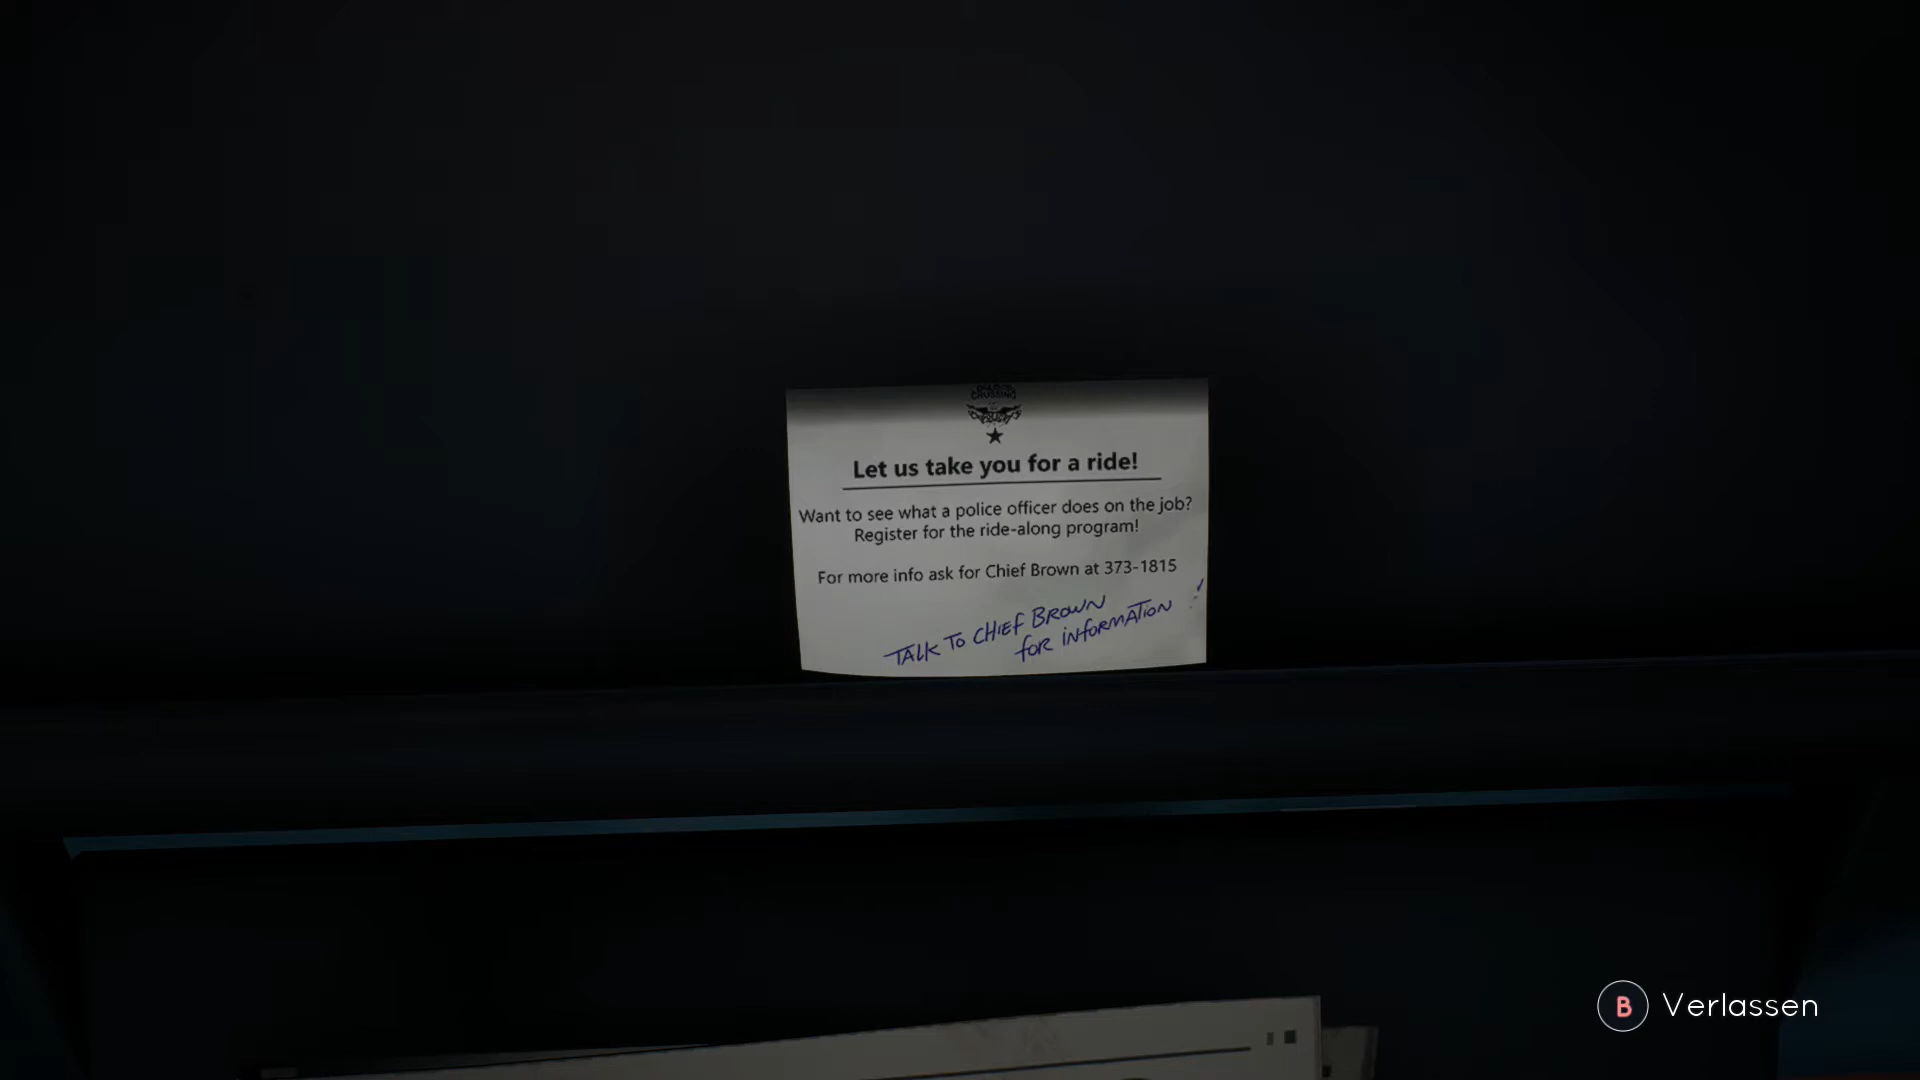 CROSSING
Let us take you for a ride!
Want to see what a police officer does on the job?
Register for the ride-along program!
For more info ask for Chief Brown at 373-1815
TALK TO CHIEF BROWN
FOR INFORMATION
B Verlassen